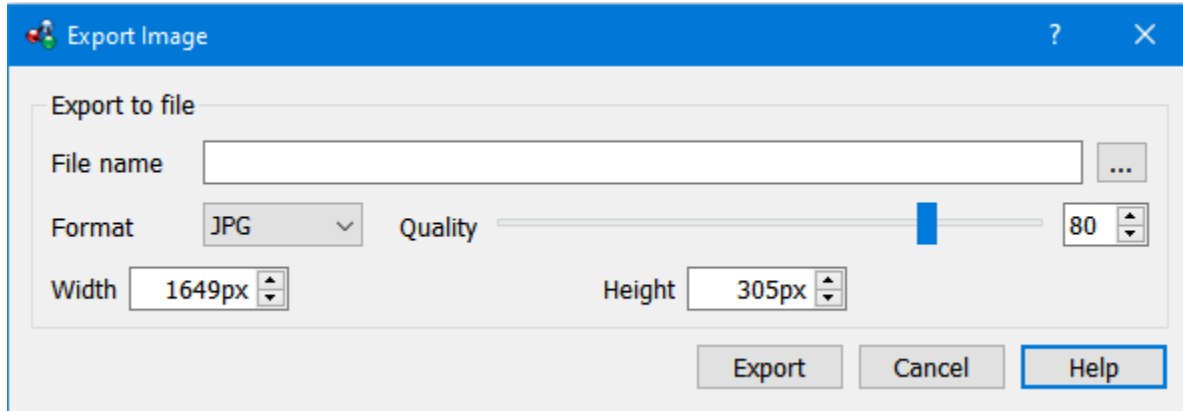 Export Image ?
Export to file
File name ...
Format JPG Quality 80
Width 1649px Height 305px
Export Cancel Help